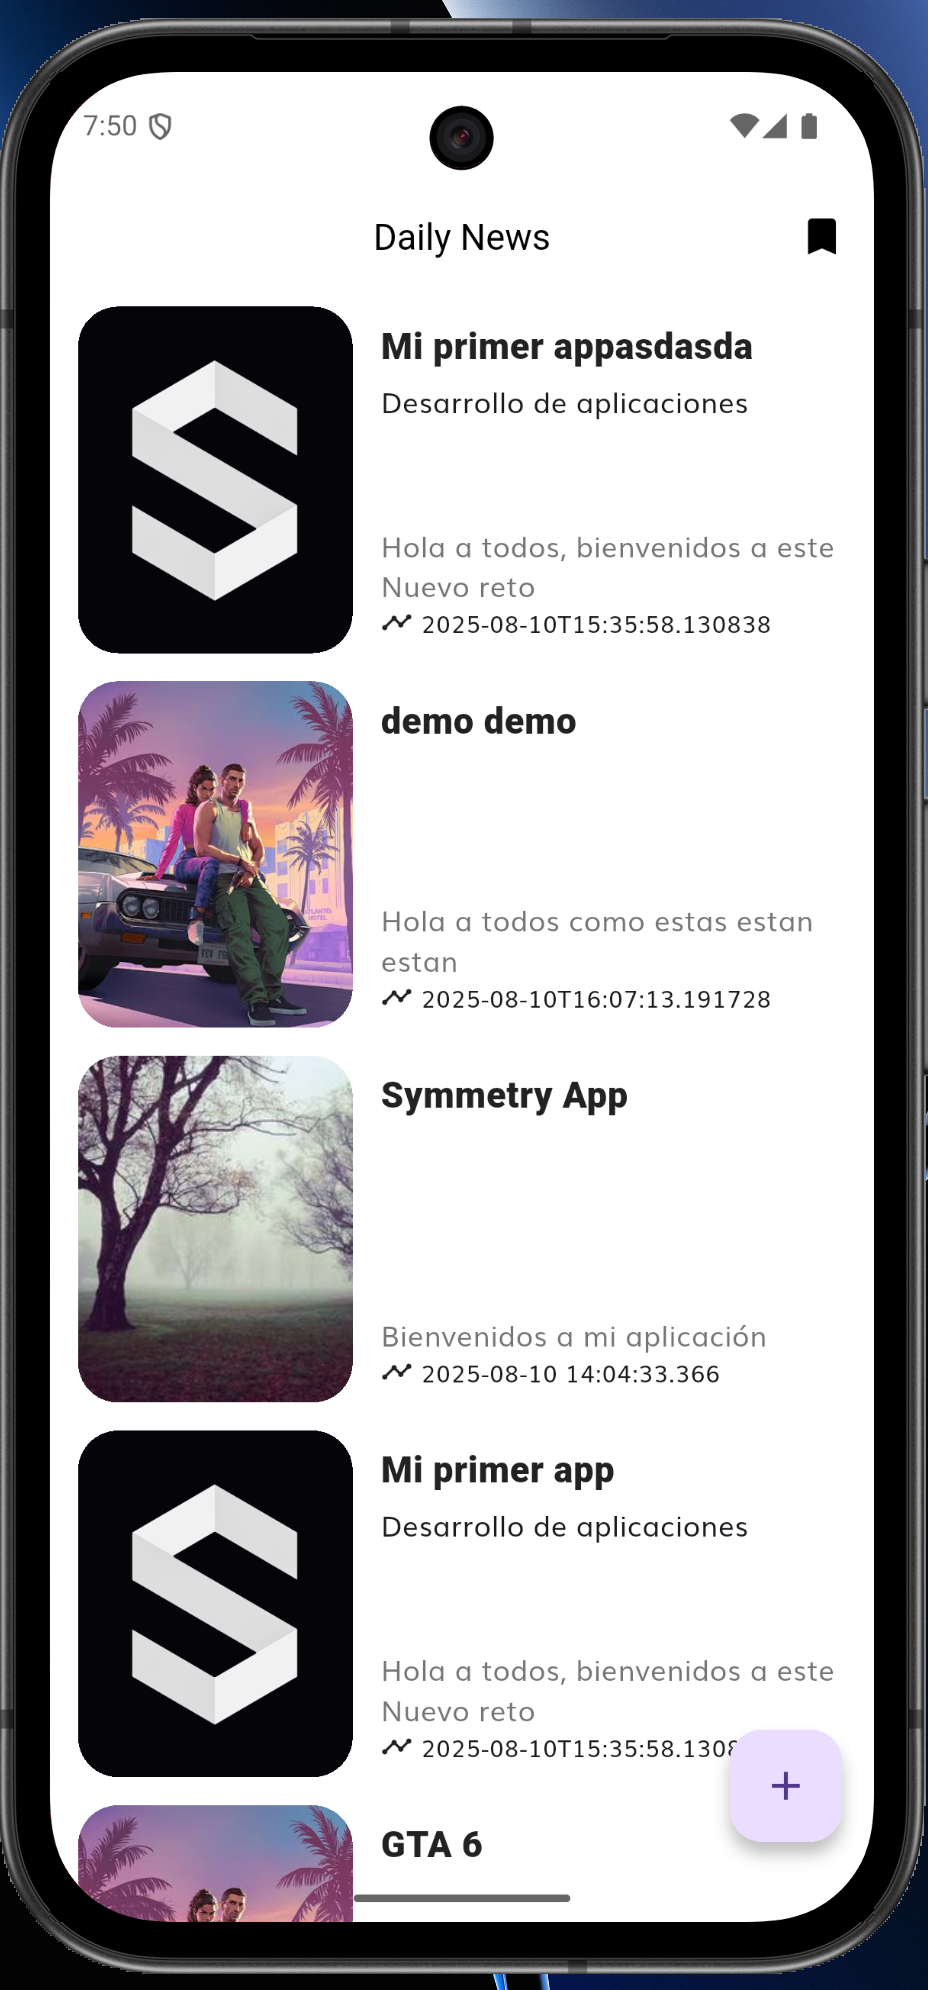 7:50
Daily News
Mi primer appasdasda
Desarrollo de aplicaciones
Hola a todos, bienvenidos a este
Nuevo reto
2025-08-10T15:35:58.130838
demo demo
Hola a todos como estas estan
estan
2025-08-10T16:07:13.191728
Symmetry App
Bienvenidos a mi aplicación
2025-08-10 14:04:33.366
Mi primer app
Desarrollo de aplicaciones
Hola a todos, bienvenidos a este
Nuevo reto
2025-08-10T15:35:58.1308
GTA 6